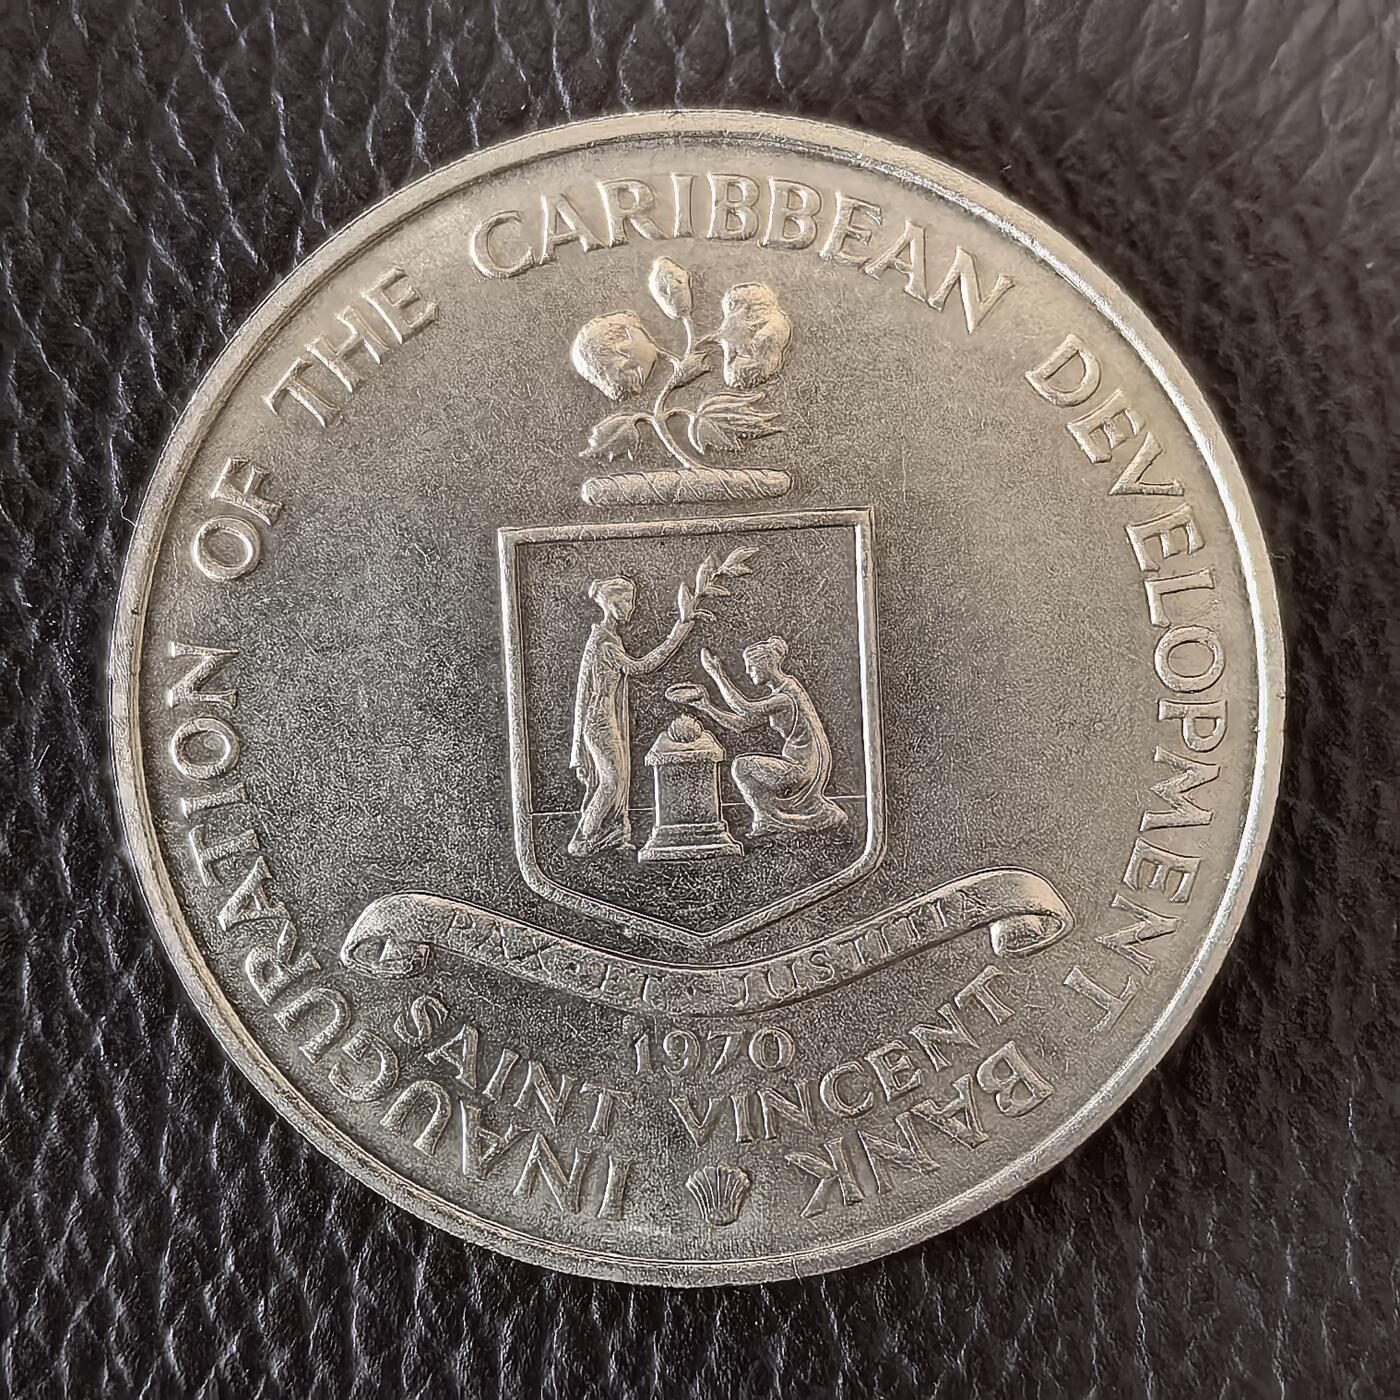 INAUGURATION OF THE CARIBBEAN DEVELOPMENT BANK
PAX · ET · JUSTITIA
1970
SAINT VINCENT